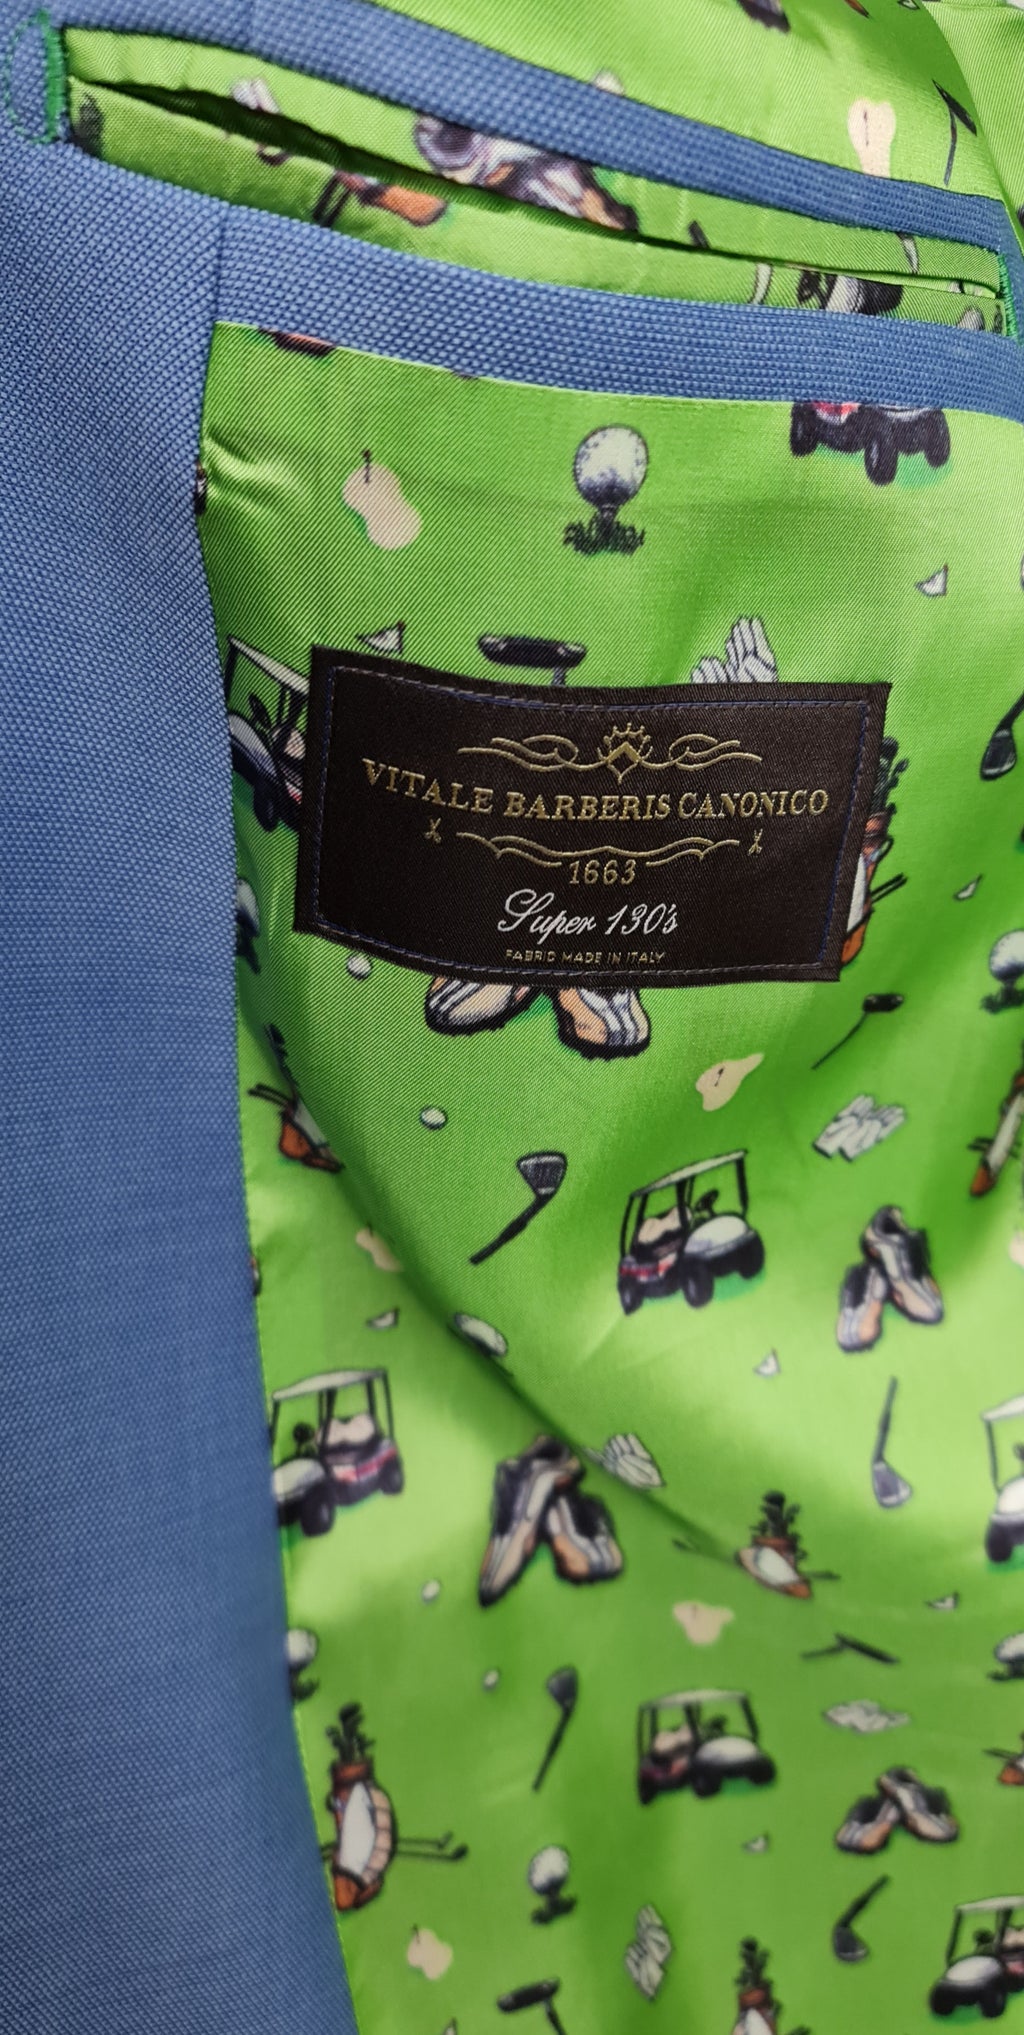 VITALE BARBERIS CANONICO
1663
Super 130's
FABRIC MADE IN ITALY